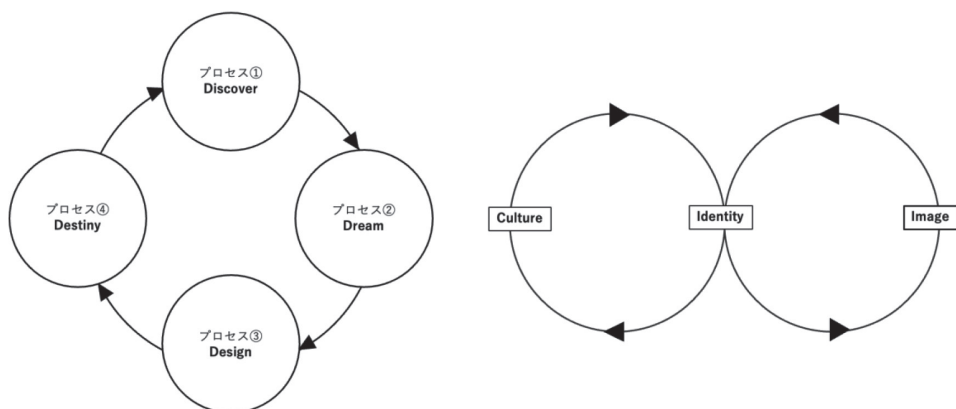 プロセス①
Discover
プロセス②
Dream
プロセス③
Design
プロセス④
Destiny
Culture
Identity
Image